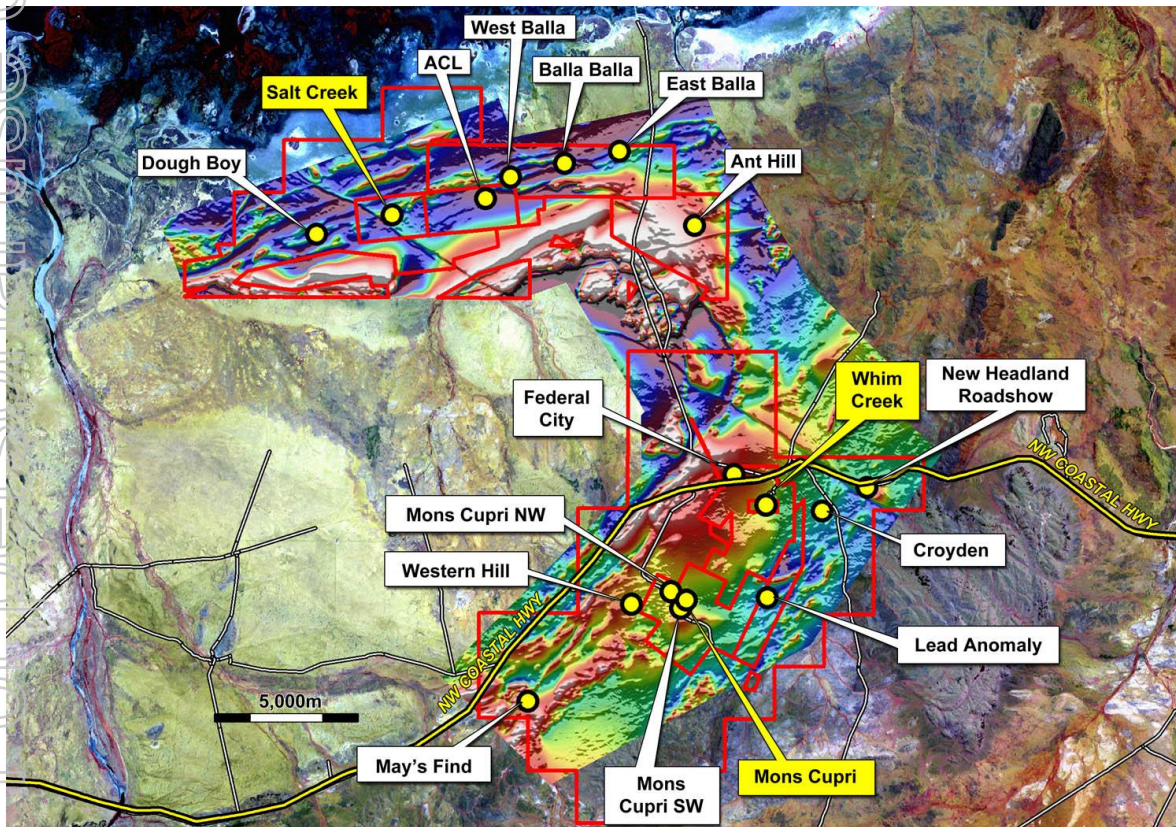 West Balla
ACL
Balla Balla
East Balla
Salt Creek
Dough Boy
Ant Hill
Federal
City
Whim
Creek
New Headland
Roadshow
NW COASTAL HWY
Mons Cupri NW
Croyden
Western Hill
Lead Anomaly
NW COASTAL HWY
5,000m
May's Find
Mons
Cupri SW
Mons Cupri